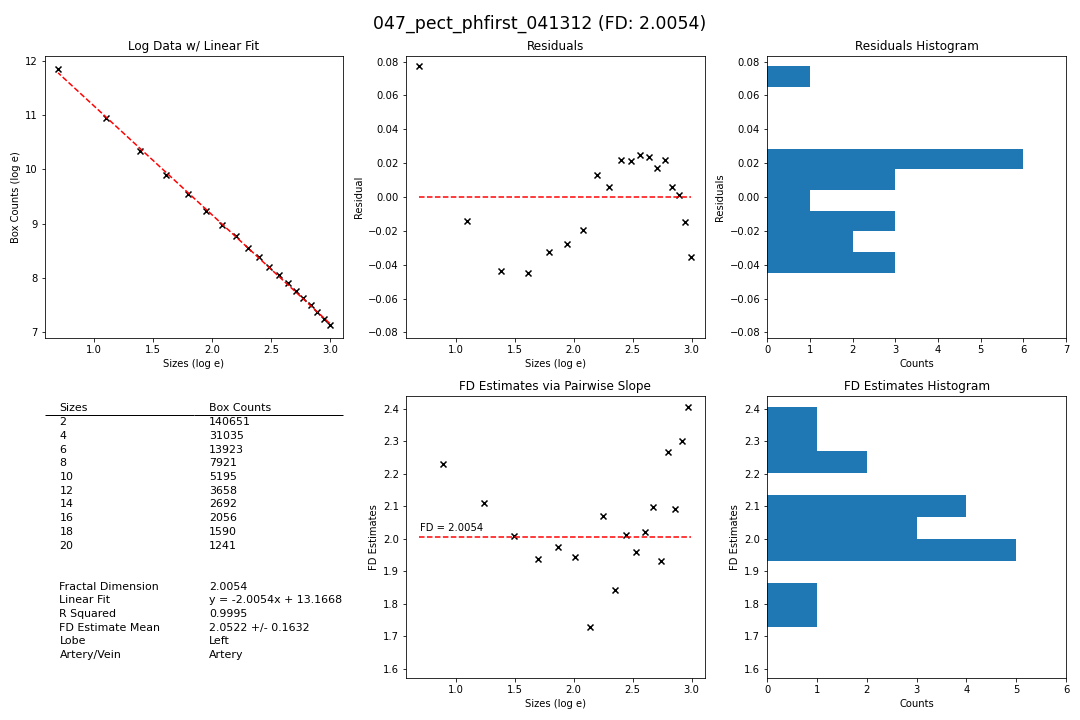 047_pect_phfirst_041312 (FD: 2.0054)
Log Data w/ Linear Fit
12
11
10
9
8
7
Box Counts (log e)
1.0 1.5 2.0 2.5 3.0
Sizes (log e)
Residuals
0.08
0.06
0.04
0.02
0.00
−0.02
−0.04
−0.06
−0.08
Residual
1.0 1.5 2.0 2.5 3.0
Sizes (log e)
Residuals Histogram
0.08
0.06
0.04
0.02
0.00
−0.02
−0.04
−0.06
−0.08
Residuals
0 1 2 3 4 5 6 7
Counts
Sizes Box Counts
2 140651
4 31035
6 13923
8 7921
10 5195
12 3658
14 2692
16 2056
18 1590
20 1241
Fractal Dimension 2.0054
Linear Fit y = -2.0054x + 13.1668
R Squared 0.9995
FD Estimate Mean 2.0522 +/- 0.1632
Lobe Left
Artery/Vein Artery
FD Estimates via Pairwise Slope
2.4
2.3
2.2
2.1
2.0
1.9
1.8
1.7
1.6
FD Estimates
FD = 2.0054
1.0 1.5 2.0 2.5 3.0
Sizes (log e)
FD Estimates Histogram
2.4
2.3
2.2
2.1
2.0
1.9
1.8
1.7
1.6
FD Estimates
0 1 2 3 4 5 6
Counts